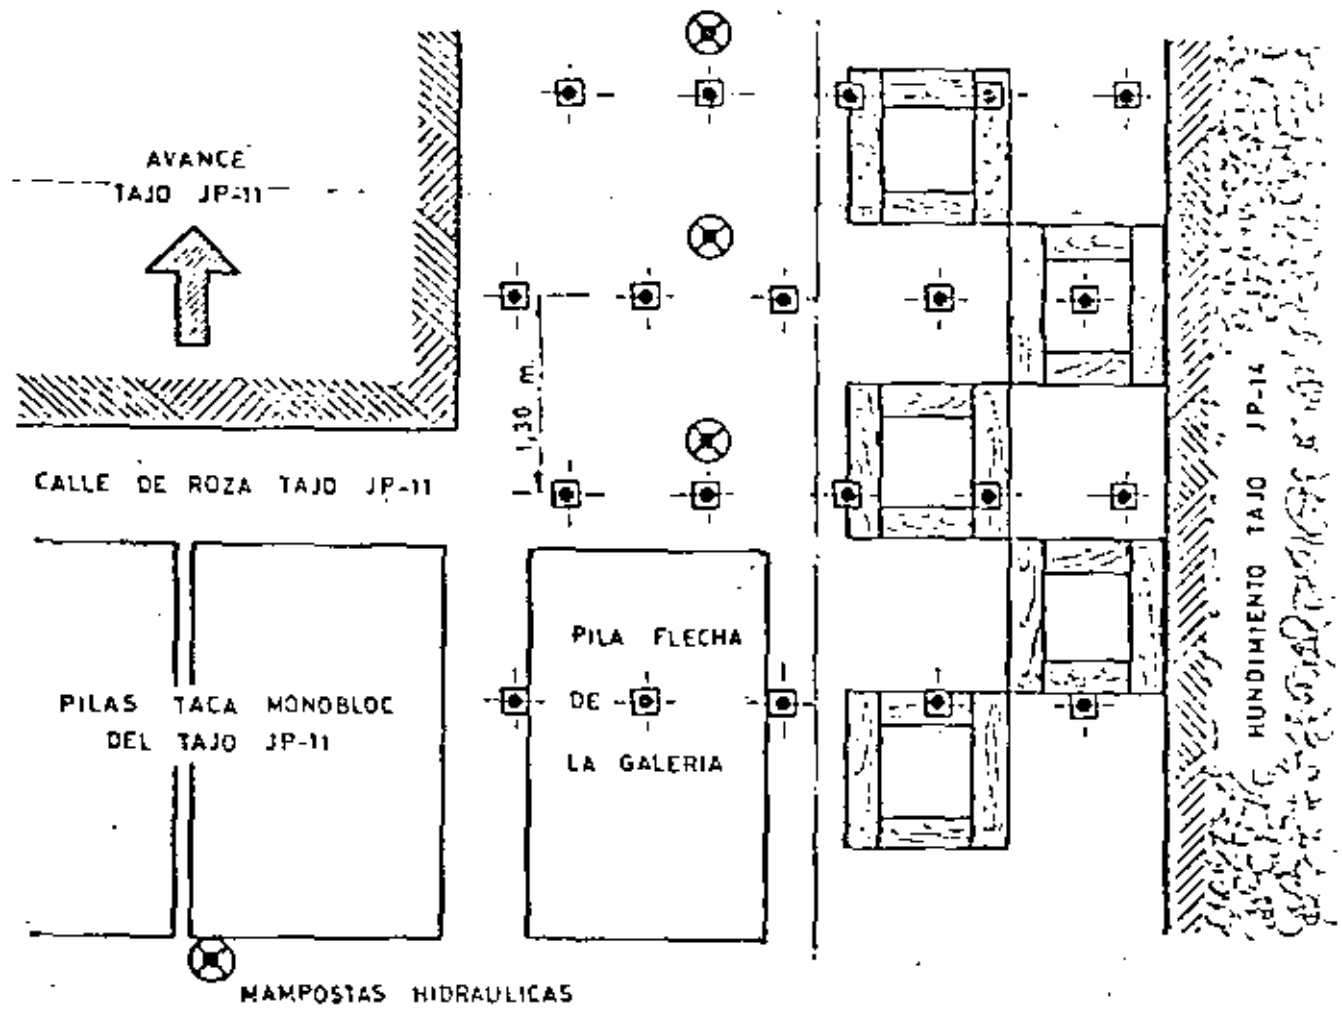 AVANCE
TAJO JP-11
1,30 m.
CALLE DE ROZA TAJO JP-11
PILAS TACA MONOBLOC
DEL TAJO JP-11
PILA FLECHA
DE
LA GALERIA
HUNDIMIENTO TAJO JP-14
MAMPOSTAS HIDRAULICAS